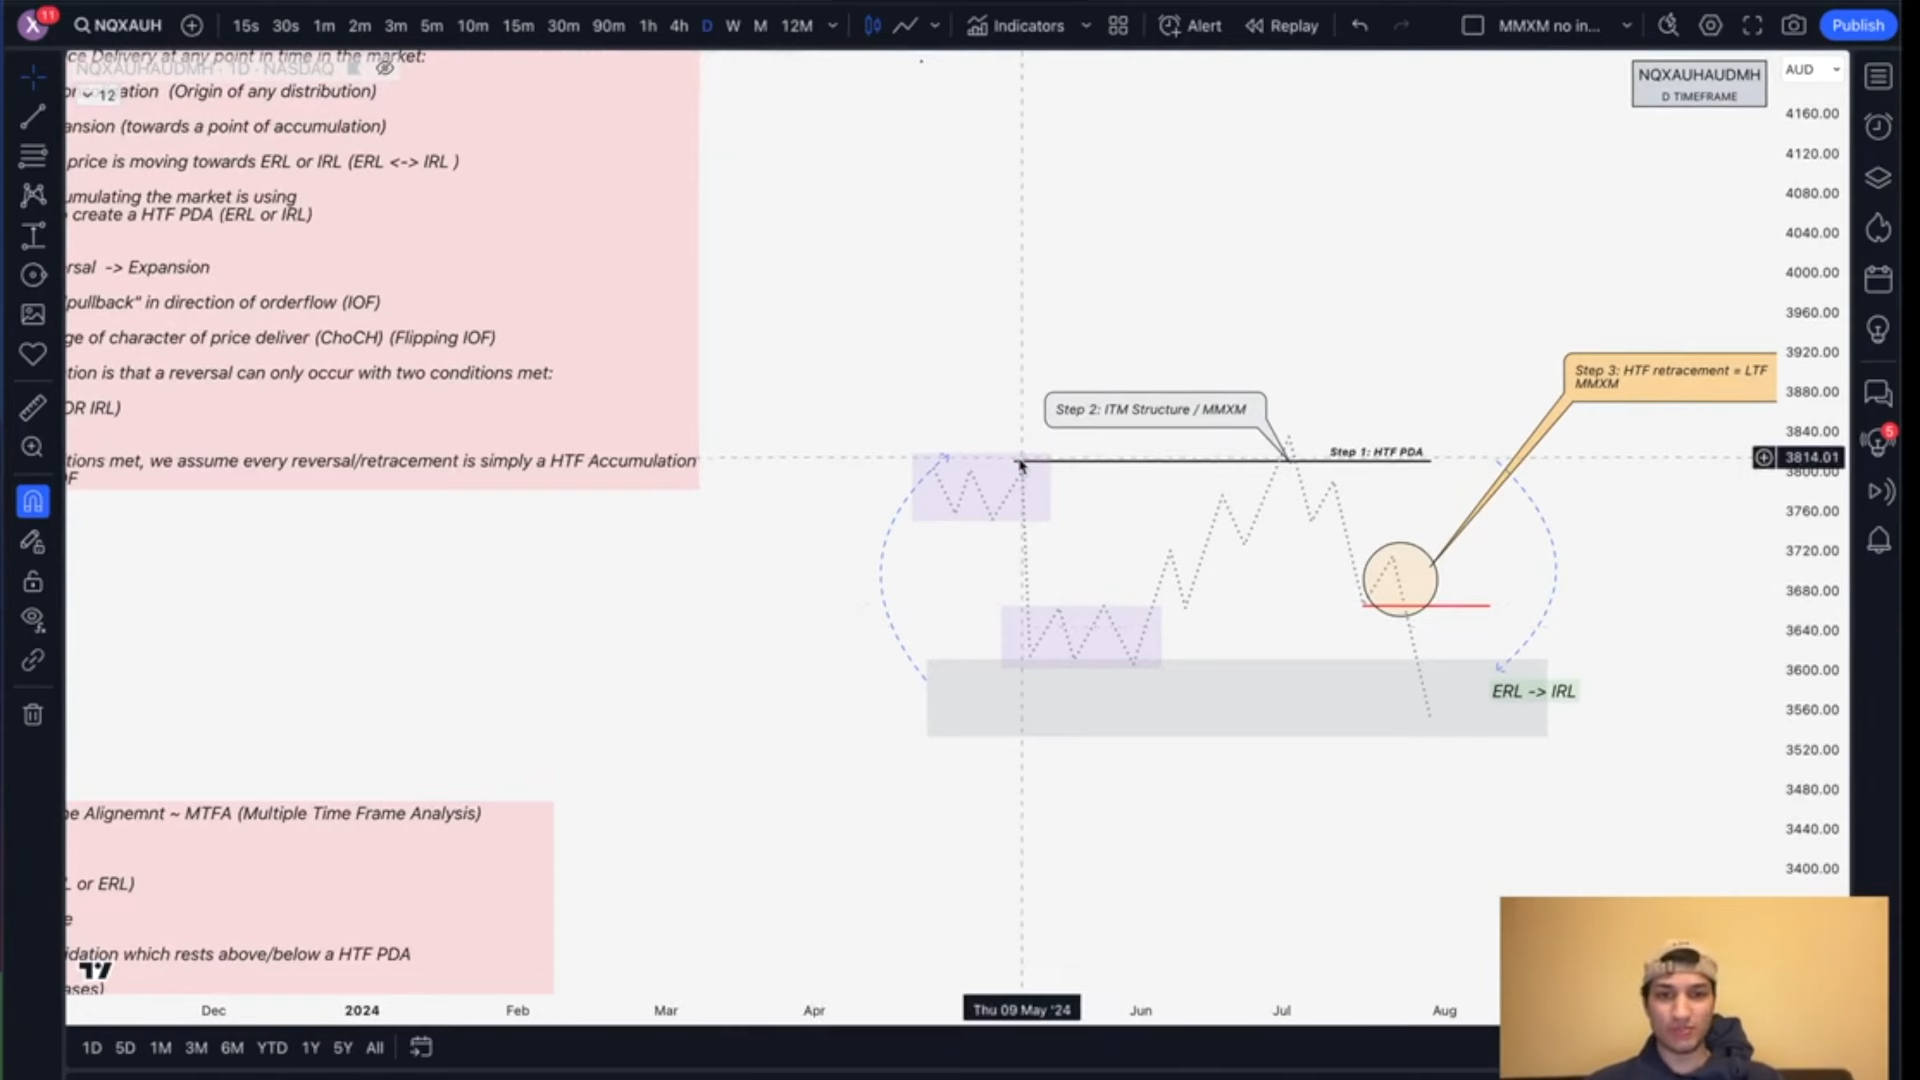 X
11
NQXAUH
15s 30s 1m 2m 3m 5m 10m 15m 30m 90m 1h 4h D W M 12M
Indicators
Alert
Replay
MMXM no in...
Publish
ce Delivery at any point in time in the market:
NQXAUHAUDMH · 1D · NASDAQ
12
ation (Origin of any distribution)
ansion (towards a point of accumulation)
price is moving towards ERL or IRL (ERL <-> IRL )
umulating the market is using
create a HTF PDA (ERL or IRL)
rsal -> Expansion
"pullback" in direction of orderflow (IOF)
ge of character of price deliver (ChoCH) (Flipping IOF)
tion is that a reversal can only occur with two conditions met:
OR IRL)
tions met, we assume every reversal/retracement is simply a HTF Accumulation
F
NQXAUHAUDMH
D TIMEFRAME
AUD
4160.00
4120.00
4080.00
4040.00
4000.00
3960.00
3920.00
3880.00
3840.00
3814.01
3800.00
3760.00
3720.00
3680.00
3640.00
3600.00
3560.00
3520.00
3480.00
3440.00
3400.00
Step 3: HTF retracement = LTF
MMXM
Step 2: ITM Structure / MMXM
Step 1: HTF PDA
ERL -> IRL
5
e Alignemnt ~ MTFA (Multiple Time Frame Analysis)
L or ERL)
e
idation which rests above/below a HTF PDA
ases)
Dec 2024 Feb Mar Apr Thu 09 May '24 Jun Jul Aug
1D 5D 1M 3M 6M YTD 1Y 5Y All